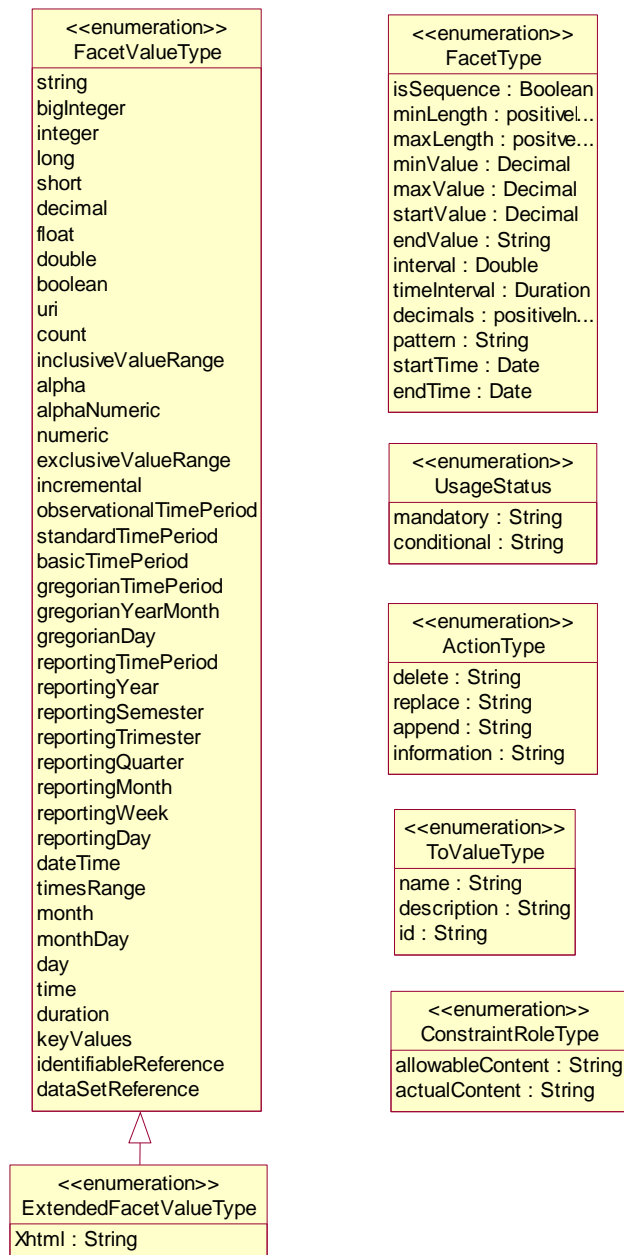 <<enumeration>>
FacetValueType
string
bigInteger
integer
long
short
decimal
float
double
boolean
uri
count
inclusiveValueRange
alpha
alphaNumeric
numeric
exclusiveValueRange
incremental
observationalTimePeriod
standardTimePeriod
basicTimePeriod
gregorianTimePeriod
gregorianYearMonth
gregorianDay
reportingTimePeriod
reportingYear
reportingSemester
reportingTrimester
reportingQuarter
reportingMonth
reportingWeek
reportingDay
dateTime
timesRange
month
monthDay
day
time
duration
keyValues
identifiableReference
dataSetReference
<<enumeration>>
ExtendedFacetValueType
Xhtml : String
<<enumeration>>
FacetType
isSequence : Boolean
minLength : positiveI...
maxLength : positve...
minValue : Decimal
maxValue : Decimal
startValue : Decimal
endValue : String
interval : Double
timeInterval : Duration
decimals : positiveIn...
pattern : String
startTime : Date
endTime : Date
<<enumeration>>
UsageStatus
mandatory : String
conditional : String
<<enumeration>>
ActionType
delete : String
replace : String
append : String
information : String
<<enumeration>>
ToValueType
name : String
description : String
id : String
<<enumeration>>
ConstraintRoleType
allowableContent : String
actualContent : String